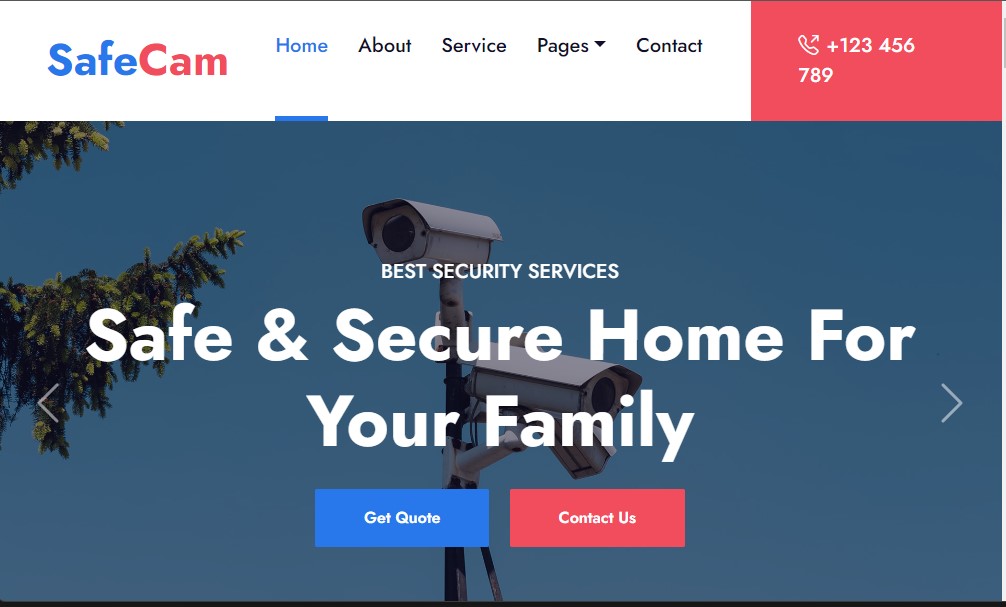 SafeCam
Home About Service Pages Contact
+123 456
789
BEST SECURITY SERVICES
Safe & Secure Home For
Your Family
Get Quote Contact Us